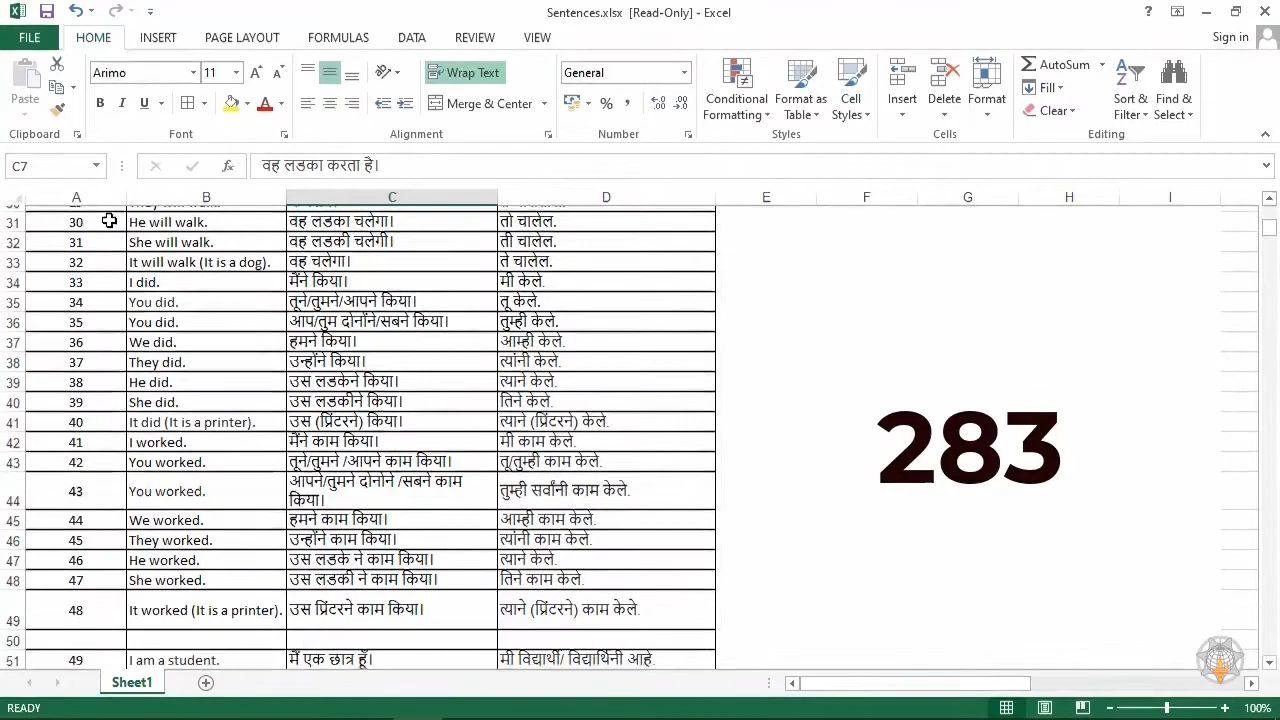 Sentences.xlsx [Read-Only] - Excel
Sign in
FILE HOME INSERT PAGE LAYOUT FORMULAS DATA REVIEW VIEW
Paste
Arimo 11
Wrap Text
General
Conditional Formatting
Format as Table
Cell Styles
Insert
Delete
Format
AutoSum
Fill
Clear
Sort & Filter
Find & Select
B I U
Merge & Center
Clipboard Font Alignment Number Styles Cells Editing
C7 fx वह लडका करता है।
A B C D E F G H I
31 30 He will walk. वह लडका चलेगा। तो चालेल.
32 31 She will walk. वह लडकी चलेगी। ती चालेल.
33 32 It will walk (It is a dog). वह चलेगा। ते चालेल.
34 33 I did. मैंने किया। मी केले.
35 34 You did. तूने/तुमने/आपने किया। तू केले.
36 35 You did. आप/तुम दोनोंने/सबने किया। तुम्ही केले.
37 36 We did. हमने किया। आम्ही केले.
38 37 They did. उन्होंने किया। त्यांनी केले.
39 38 He did. उस लडकेने किया। त्याने केले.
40 39 She did. उस लडकीने किया। तिने केले.
41 40 It did (It is a printer). उस (प्रिंटरने) किया। त्याने (प्रिंटरने) केले.
42 41 I worked. मैंने काम किया। मी काम केले.
43 42 You worked. तूने/तुमने /आपने काम किया। तू/तुम्ही काम केले.
44 43 You worked. आपने/तुमने दोनोने /सबने काम किया। तुम्ही सर्वांनी काम केले.
45 44 We worked. हमने काम किया। आम्ही काम केले.
46 45 They worked. उन्होंने काम किया। त्यांनी काम केले.
47 46 He worked. उस लडके ने काम किया। त्याने केले.
48 47 She worked. उस लडकी ने काम किया। तिने काम केले.
49 48 It worked (It is a printer). उस प्रिंटरने काम किया। त्याने (प्रिंटरने) काम केले.
50
51 49 I am a student. मैं एक छात्र हूँ। मी विद्यार्थी/ विद्यार्थिनी आहे.
283
Sheet1
READY
100%